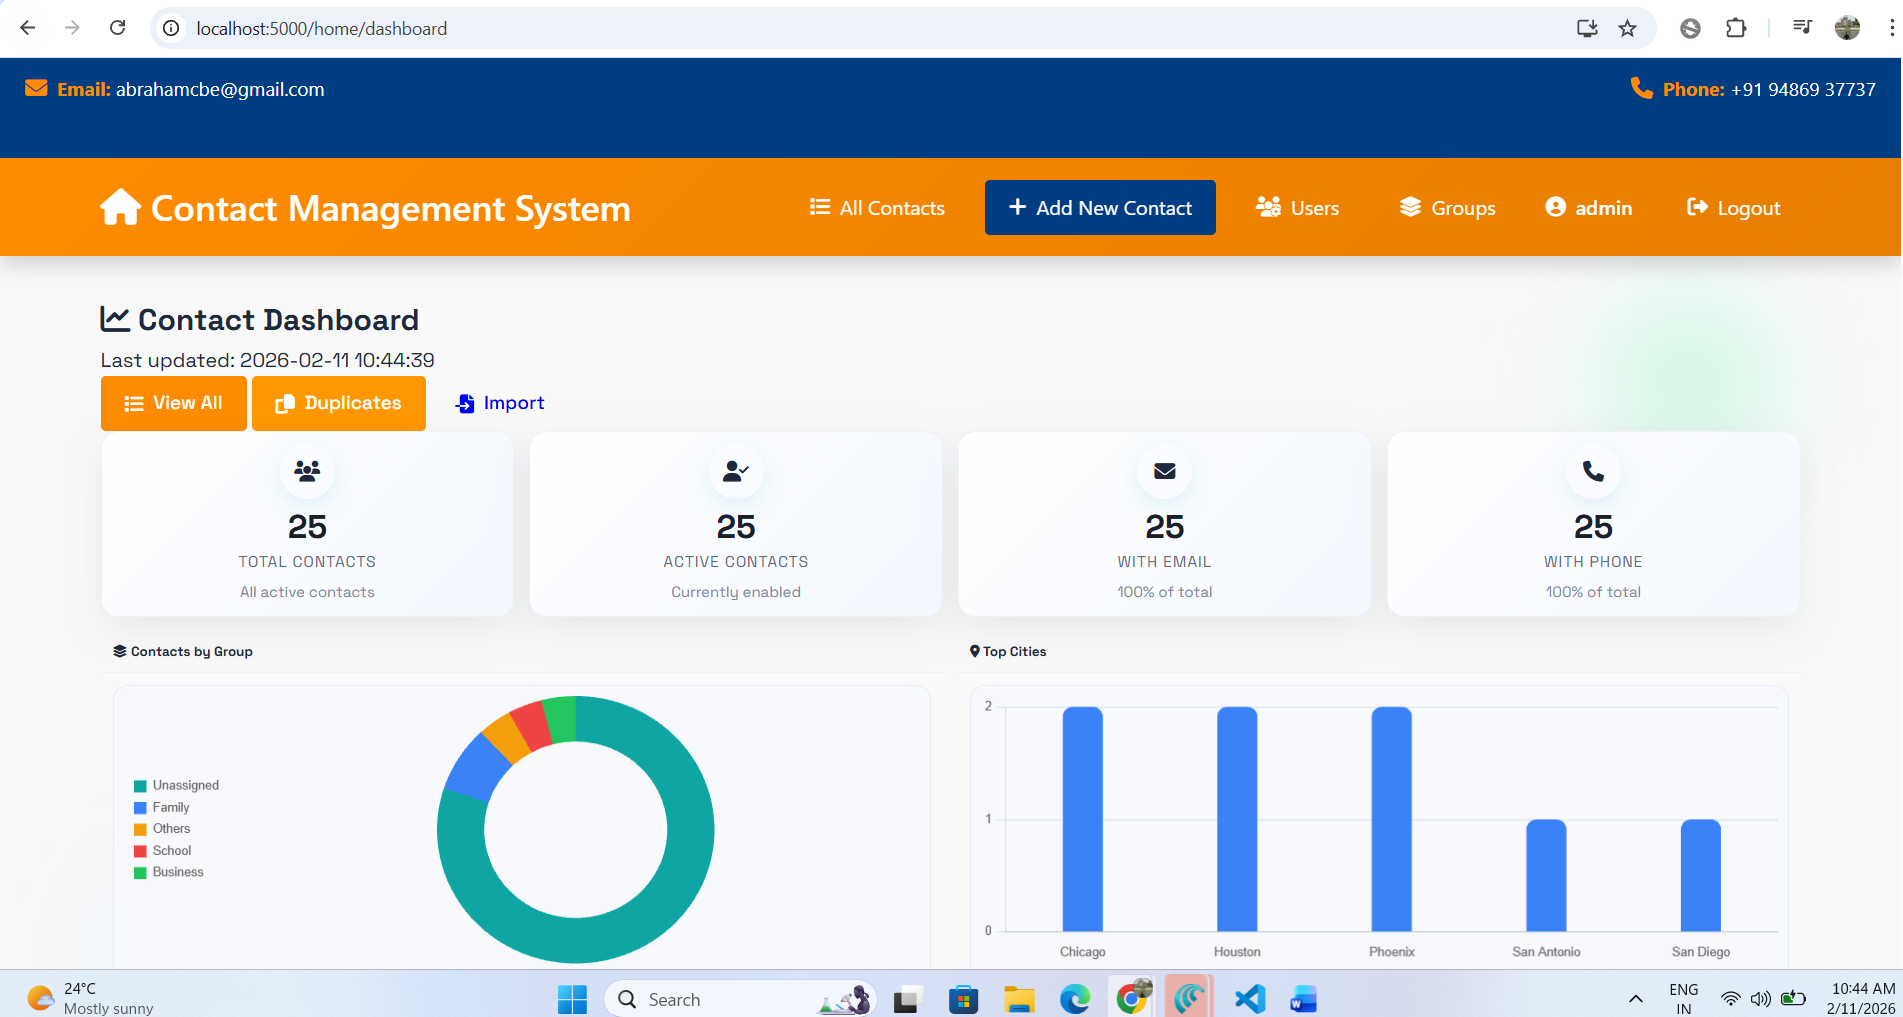 localhost:5000/home/dashboard
Email: abrahamcbe@gmail.com
Phone: +91 94869 37737
Contact Management System
All Contacts
Add New Contact
Users
Groups
admin
Logout
Contact Dashboard
Last updated: 2026-02-11 10:44:39
View All
Duplicates
Import
25
TOTAL CONTACTS
All active contacts
25
ACTIVE CONTACTS
Currently enabled
25
WITH EMAIL
100% of total
25
WITH PHONE
100% of total
Contacts by Group
Unassigned
Family
Others
School
Business
Top Cities
2
1
0
Chicago
Houston
Phoenix
San Antonio
San Diego
24°C
Mostly sunny
Search
W
ENG
IN
10:44 AM
2/11/2026